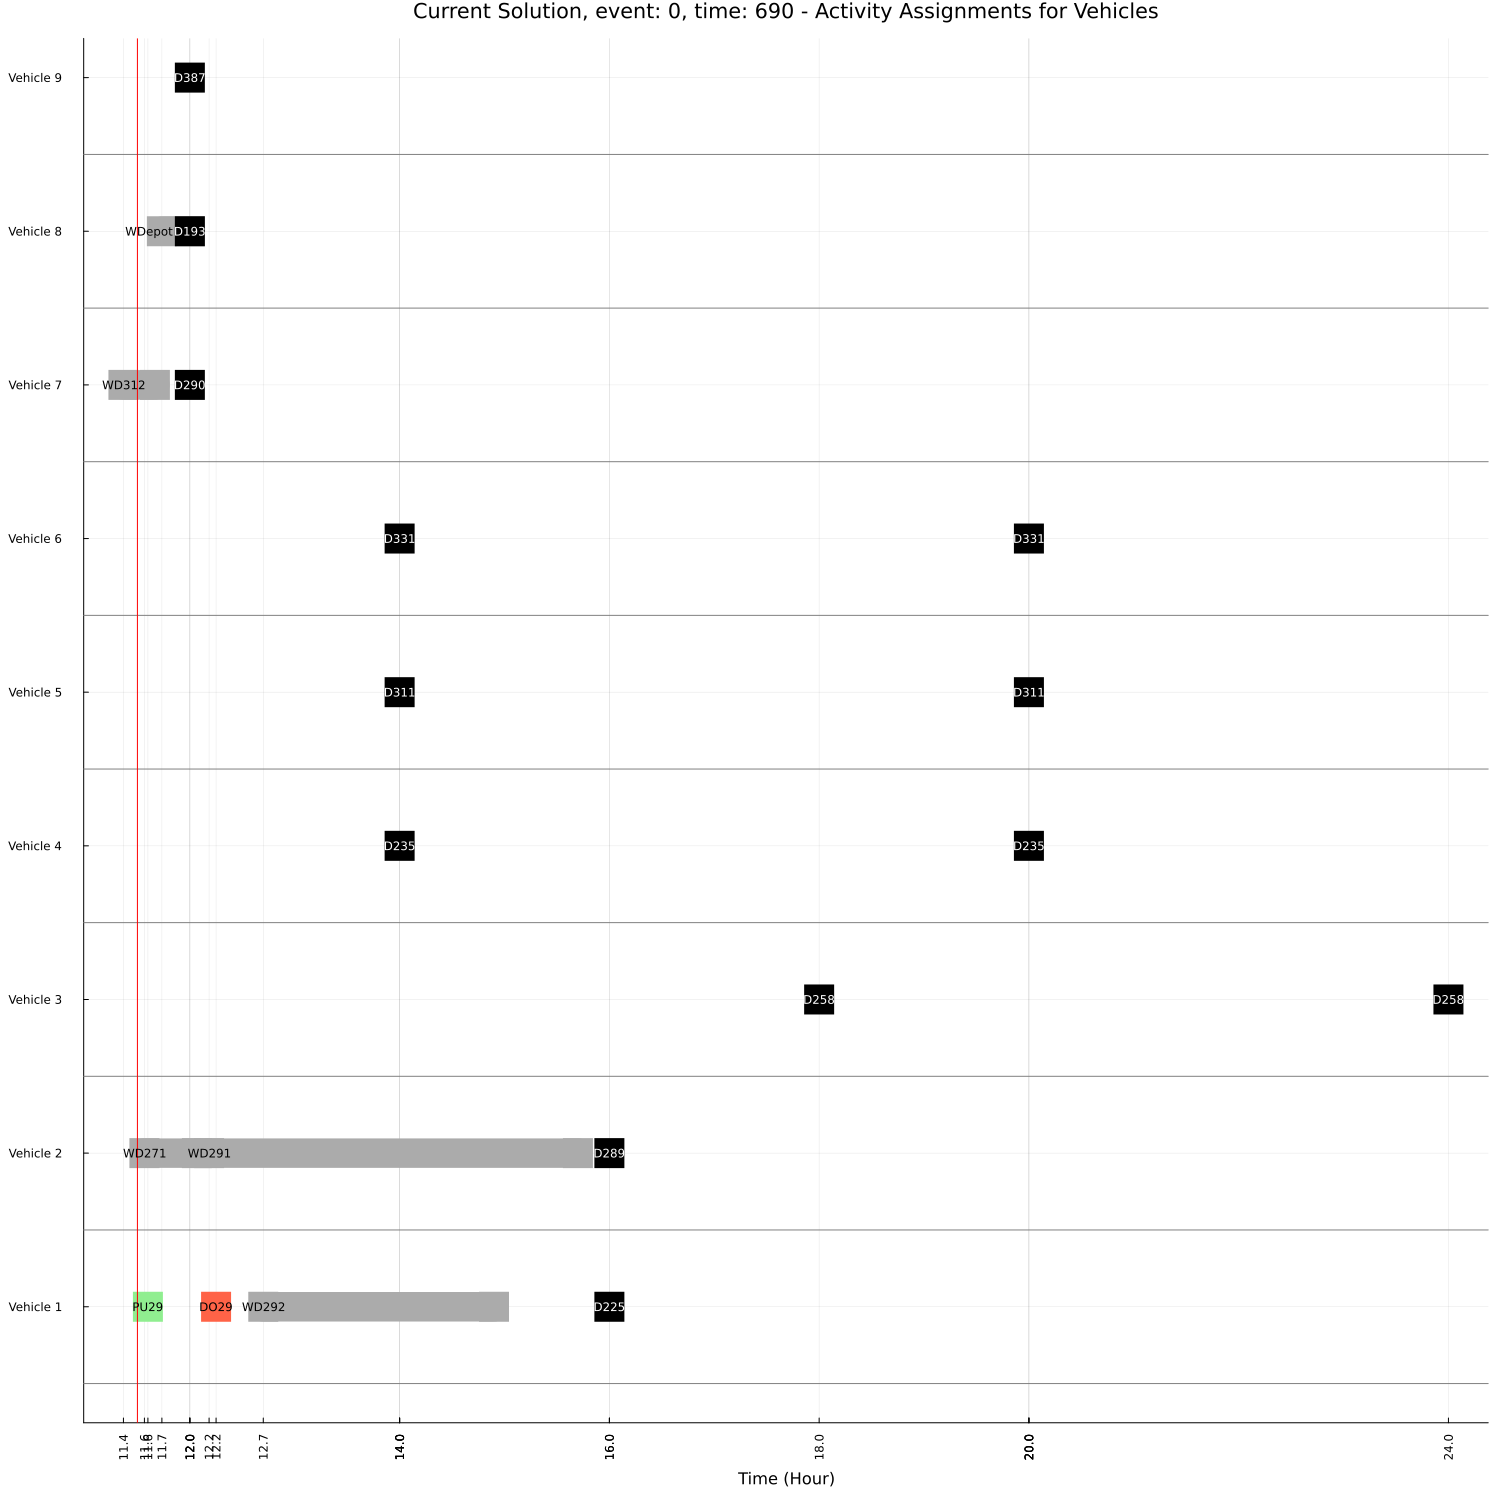 Current Solution, event: 0, time: 690 - Activity Assignments for Vehicles
Vehicle 9
D387
Vehicle 8
WDepot
D193
Vehicle 7
WD312
D290
Vehicle 6
D331
D331
Vehicle 5
D311
D311
Vehicle 4
D235
D235
Vehicle 3
D258
D258
Vehicle 2
WD271
WD291
D289
Vehicle 1
PU29
DO29
WD292
D225
11.4
11.6
11.7
12.0
12.2
12.2
12.7
14.0
16.0
18.0
20.0
24.0
Time (Hour)